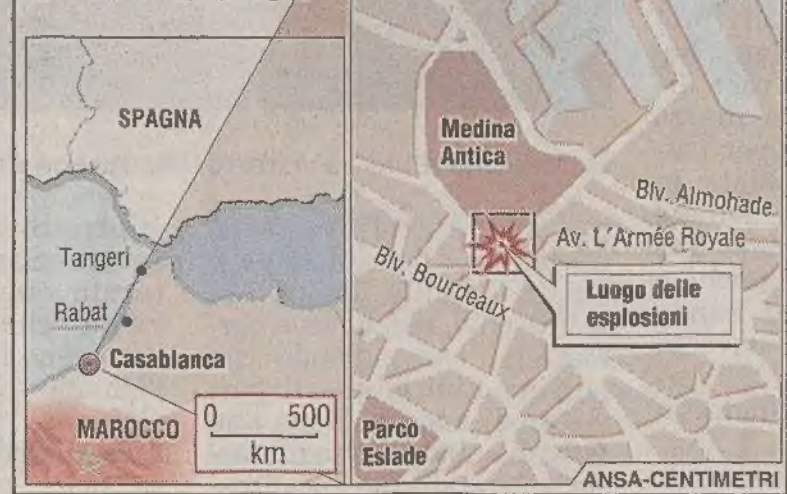 SPAGNA
Tangeri
Rabat
Casablanca
MAROCCO
0 500
km
Medina
Antica
Blv. Almohade
Av. L'Armée Royale
Blv. Bourdeaux
Luogo delle
esplosioni
Parco
Eslade
ANSA-CENTIMETRI